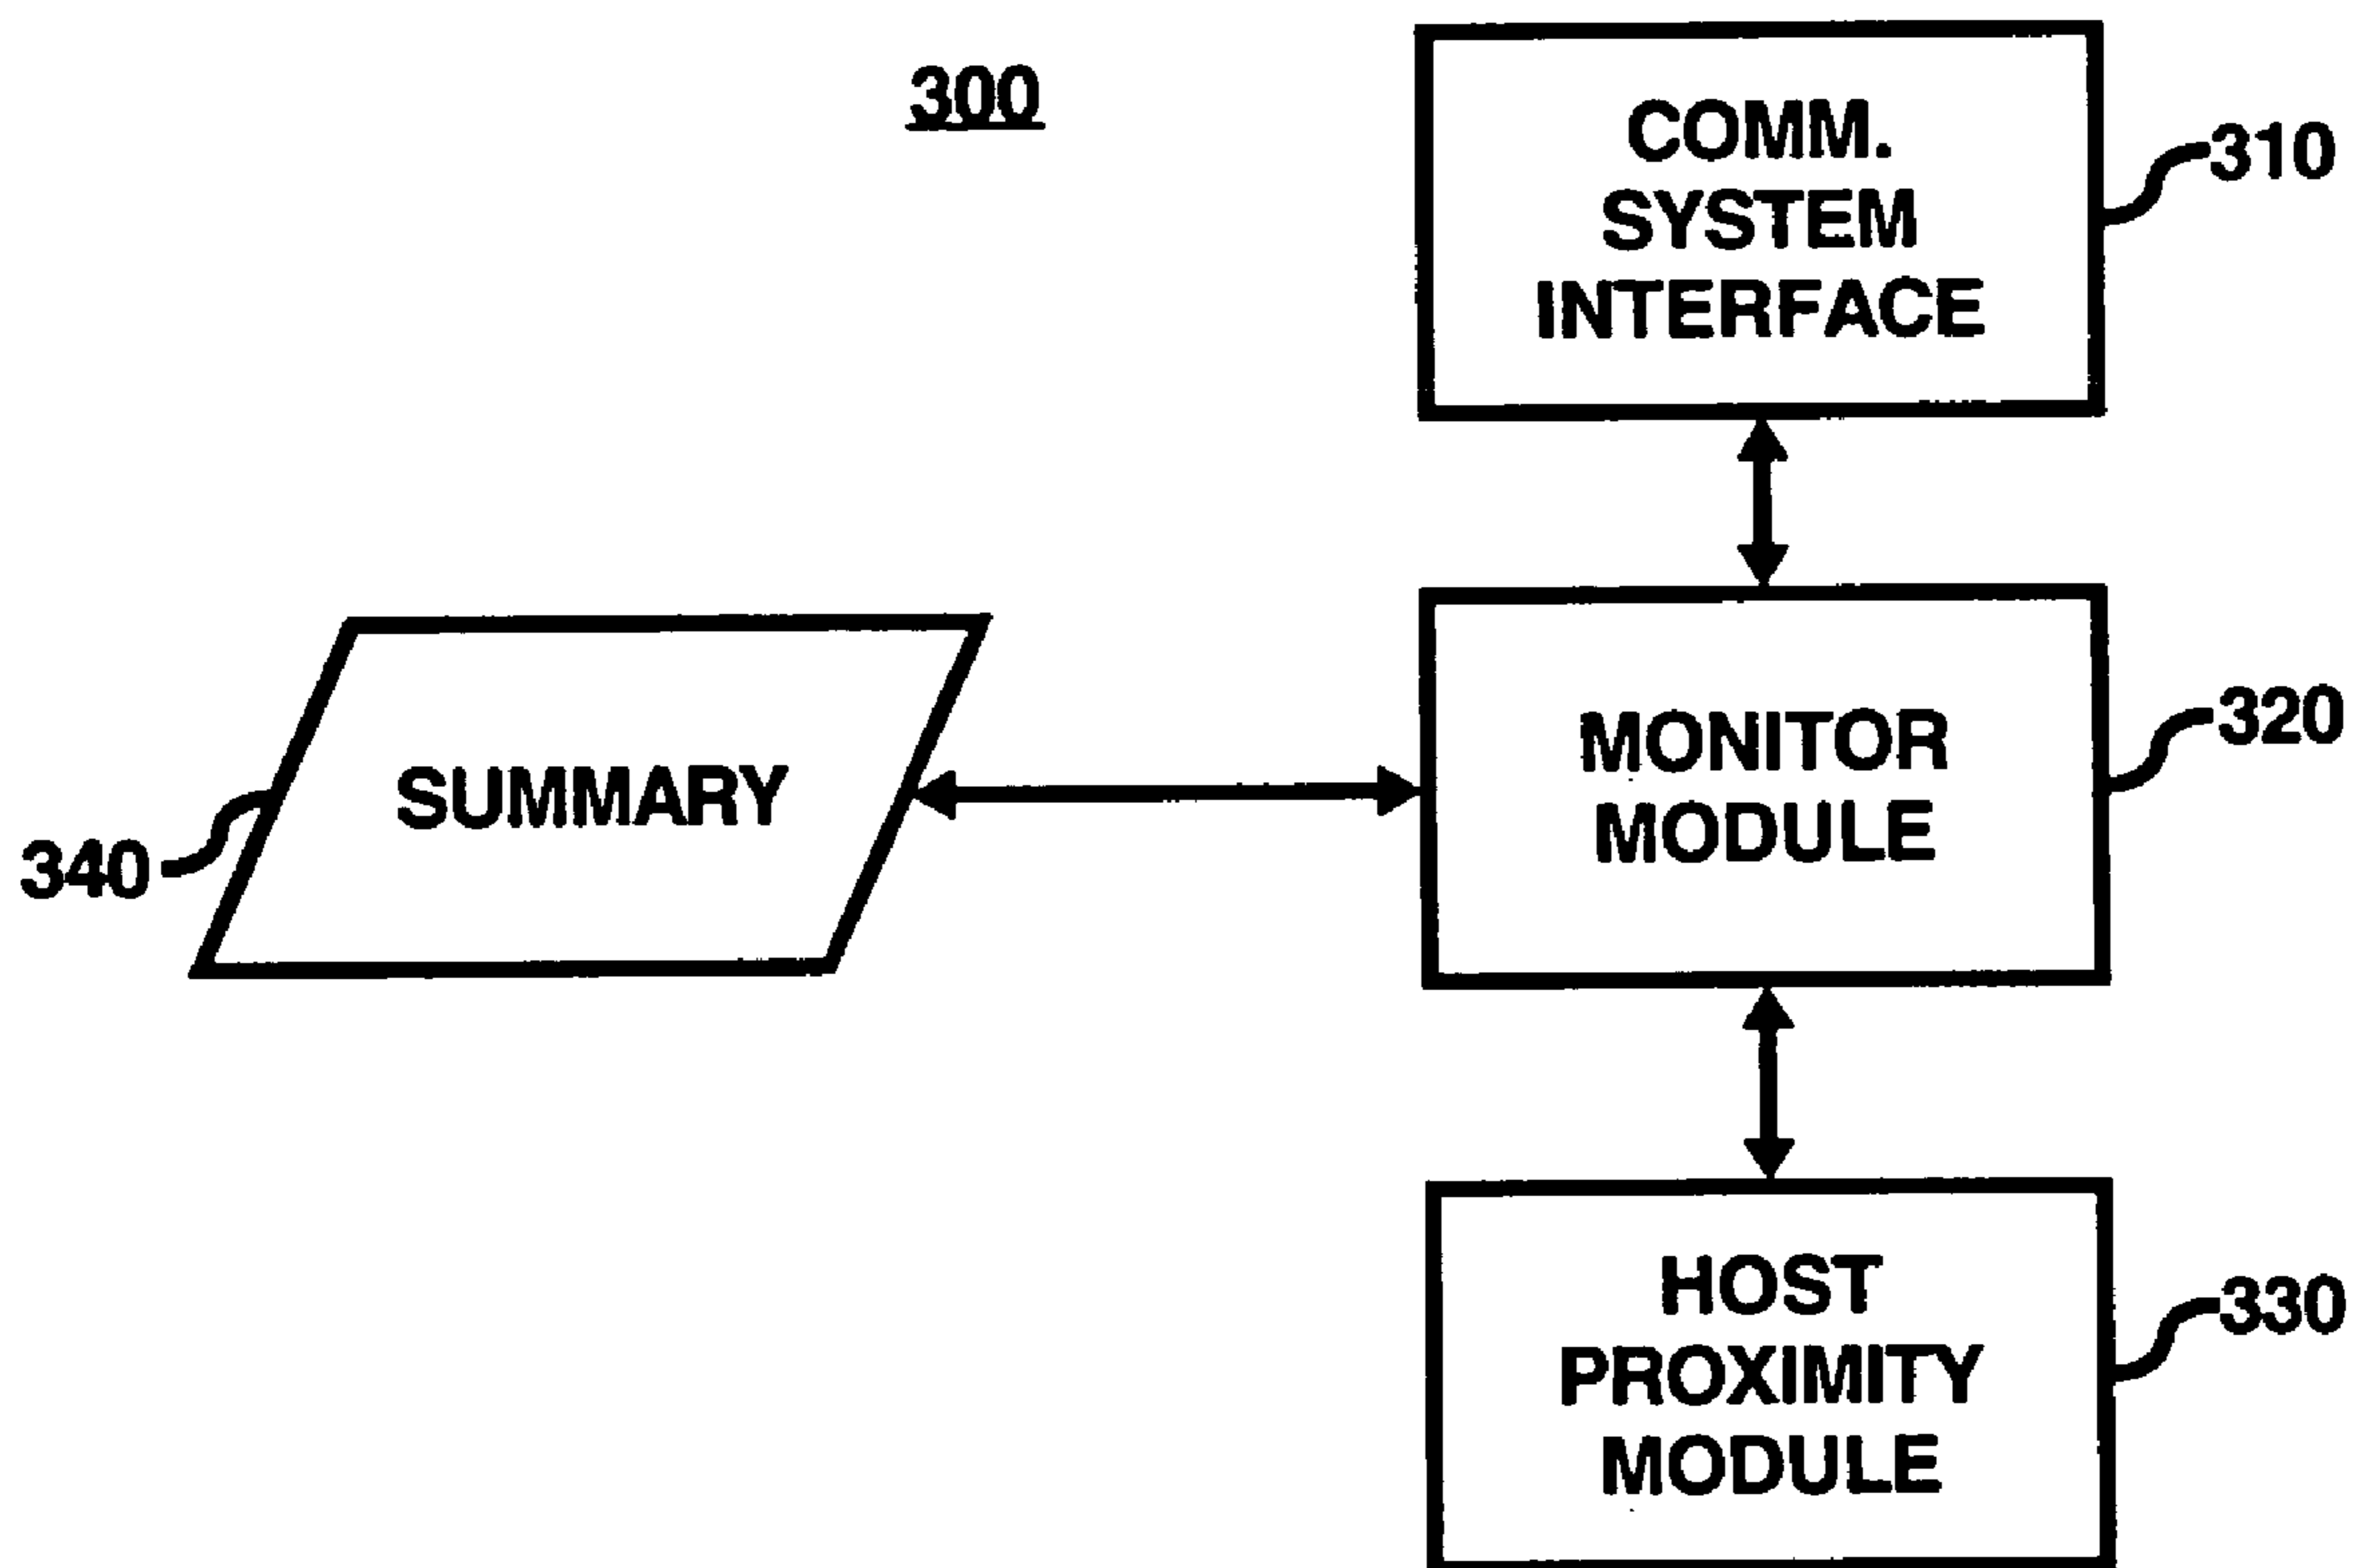 300
COMM.
SYSTEM
INTERFACE
310
SUMMARY
340
MONITOR
MODULE
320
HOST
PROXIMITY
MODULE
330